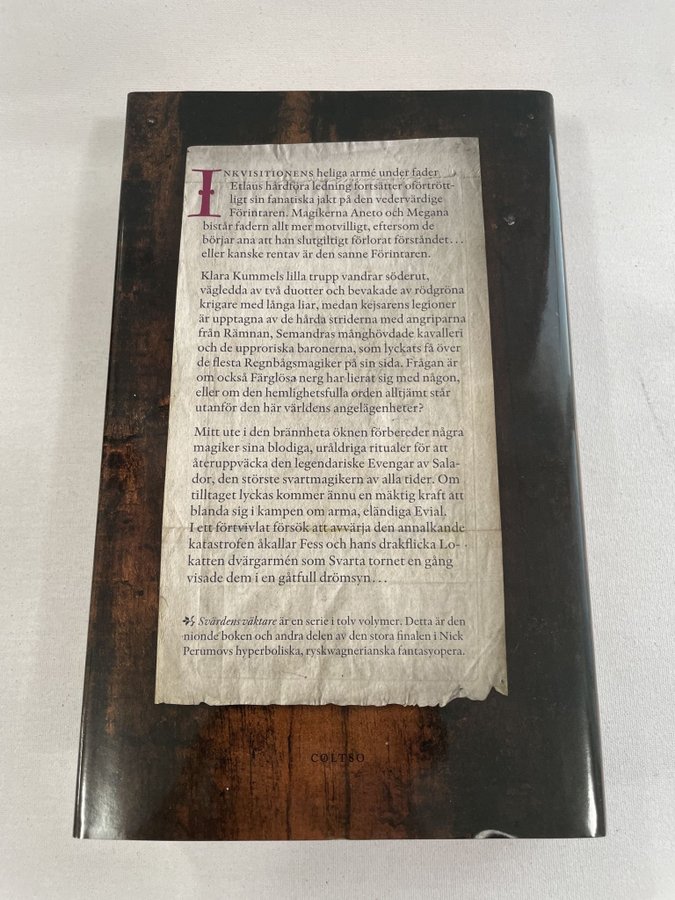 INKVISITIONENS heliga armé under fader
Etlaus hårdföra ledning fortsätter oförtrött-
ligt sin fanatiska jakt på den vedervärdige
Förintaren. Magikerna Aneto och Megana
bistår fadern allt mer motvilligt, eftersom de
börjar ana att han slutgiltigt förlorat förståndet…
eller kanske rentav är den sanne Förintaren.
Klara Kummels lilla trupp vandrar söderut,
vägledd av två duotter och bevakade av rödgröna
krigare med långa liar, medan kejsarens legioner
är upptagna av de hårda striderna med angriparna
från Rämnan, Semandras månghövdade kavalleri
och de upproriska baronerna, som lyckats få över
de flesta Regnbågsmagiker på sin sida. Frågan är
om också Färglösa nerg har lierat sig med någon,
eller om den hemlighetsfulla orden alltjämt står
utanför den här världens angelägenheter?
Mitt ute i den brännheta öknen förbereder några
magiker sina blodiga, uråldriga ritualer för att
återuppväcka den legendariske Evengar av Sala-
dor, den störste svartmagikern av alla tider. Om
tilltaget lyckas kommer ännu en mäktig kraft att
blanda sig i kampen om arma, eländiga Evial.
I ett förtvivlat försök att avvärja den annalkande
katastrofen åkallar Fess och hans drakflicka Lo-
katten dvärgarmén som Svarta tornet en gång
visade dem i en gåtfull drömsyn…
Svärdens väktare är en serie i tolv volymer. Detta är den
nionde boken och andra delen av den stora finalen i Nick
Perumovs hyperboliska, ryskwagnerianska fantasyopera.
COLTSO